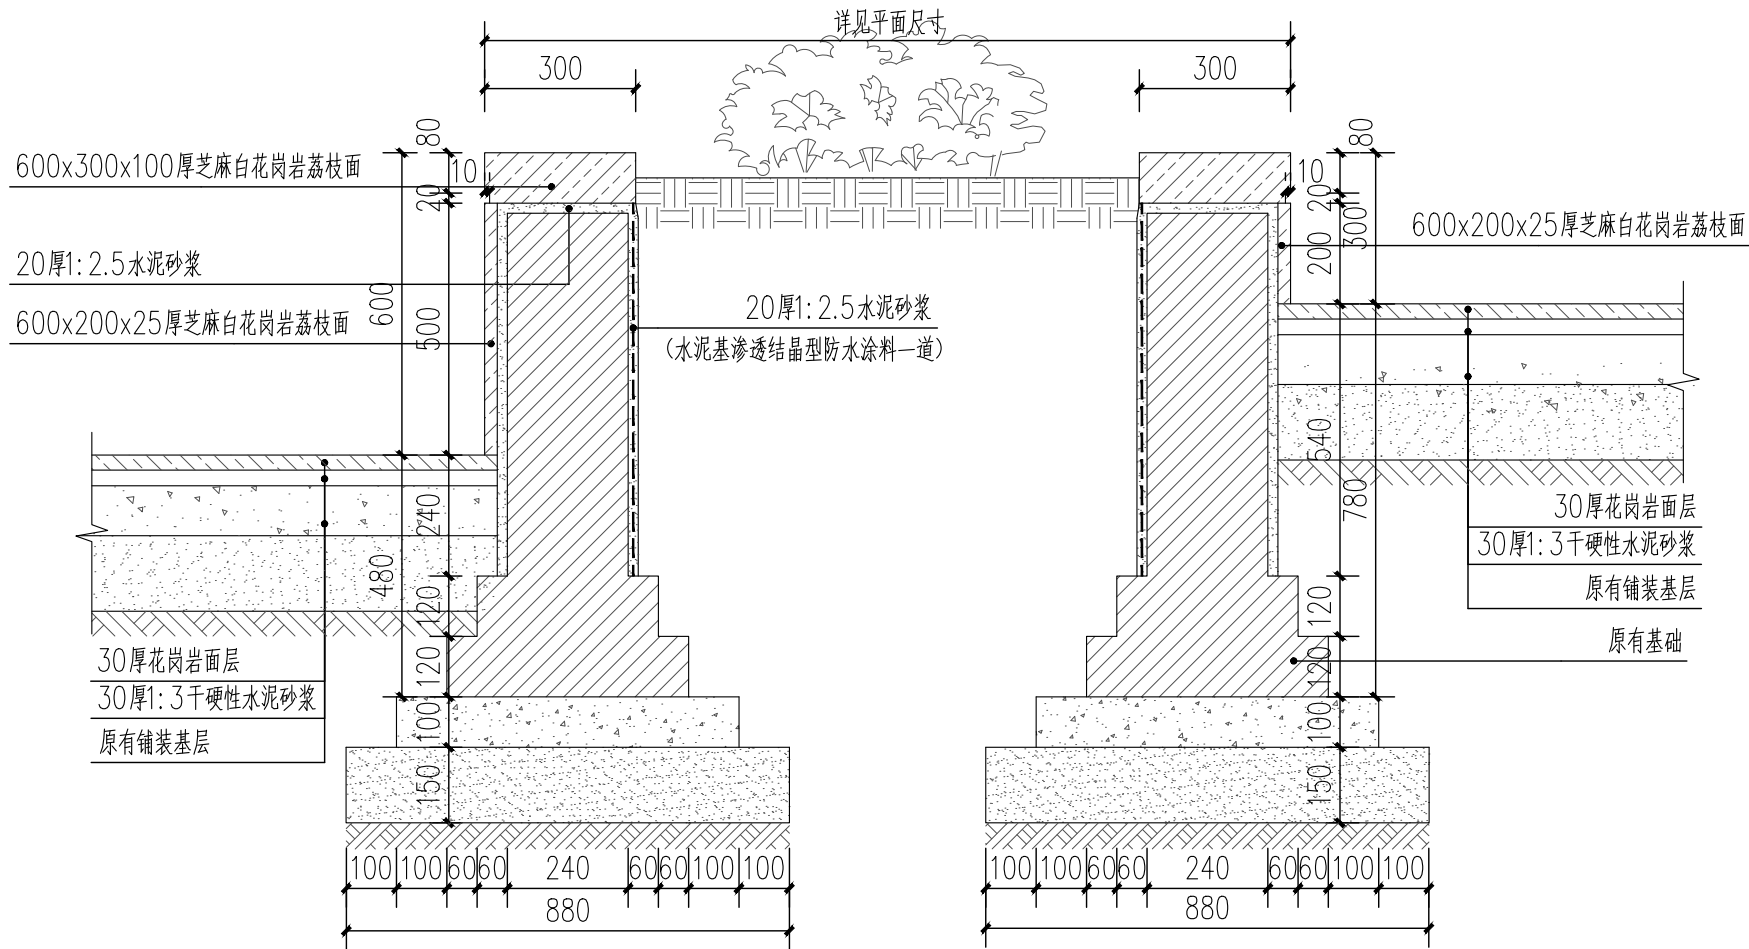 详见平面尺寸
300
300
80
80
600x300x100厚芝麻白花岗岩荔枝面
10
10
20
20
300
600x200x25厚芝麻白花岗岩荔枝面
200
20厚1:2.5水泥砂浆
600
600x200x25厚芝麻白花岗岩荔枝面
500
20厚1:2.5水泥砂浆
(水泥基渗透结晶型防水涂料一道)
540
780
240
480
30厚花岗岩面层
30厚1:3干硬性水泥砂浆
原有铺装基层
120
120
原有基础
120
120
30厚花岗岩面层
30厚1:3干硬性水泥砂浆
原有铺装基层
100
100
150
150
100 100 60 60 240 60 60 100 100
100 100 60 60 240 60 60 100 100
880
880